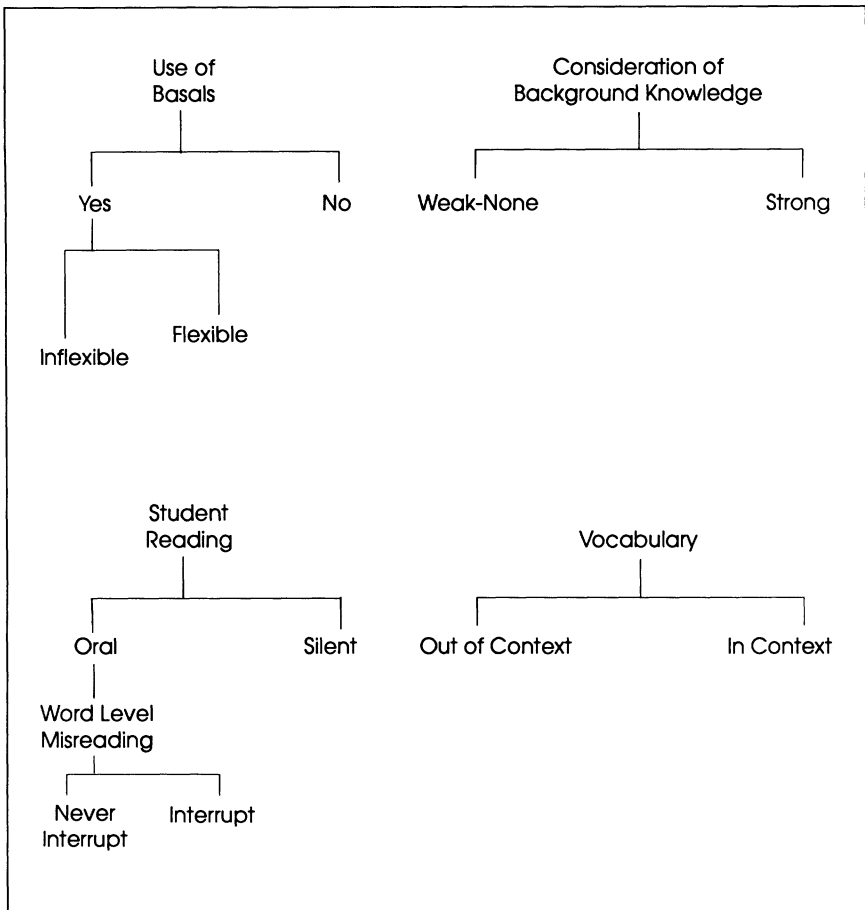 Use of
Basals
Yes
No
Inflexible
Flexible
Consideration of
Background Knowledge
Weak-None
Strong
Student
Reading
Oral
Silent
Word Level
Misreading
Never
Interrupt
Interrupt
Vocabulary
Out of Context
In Context